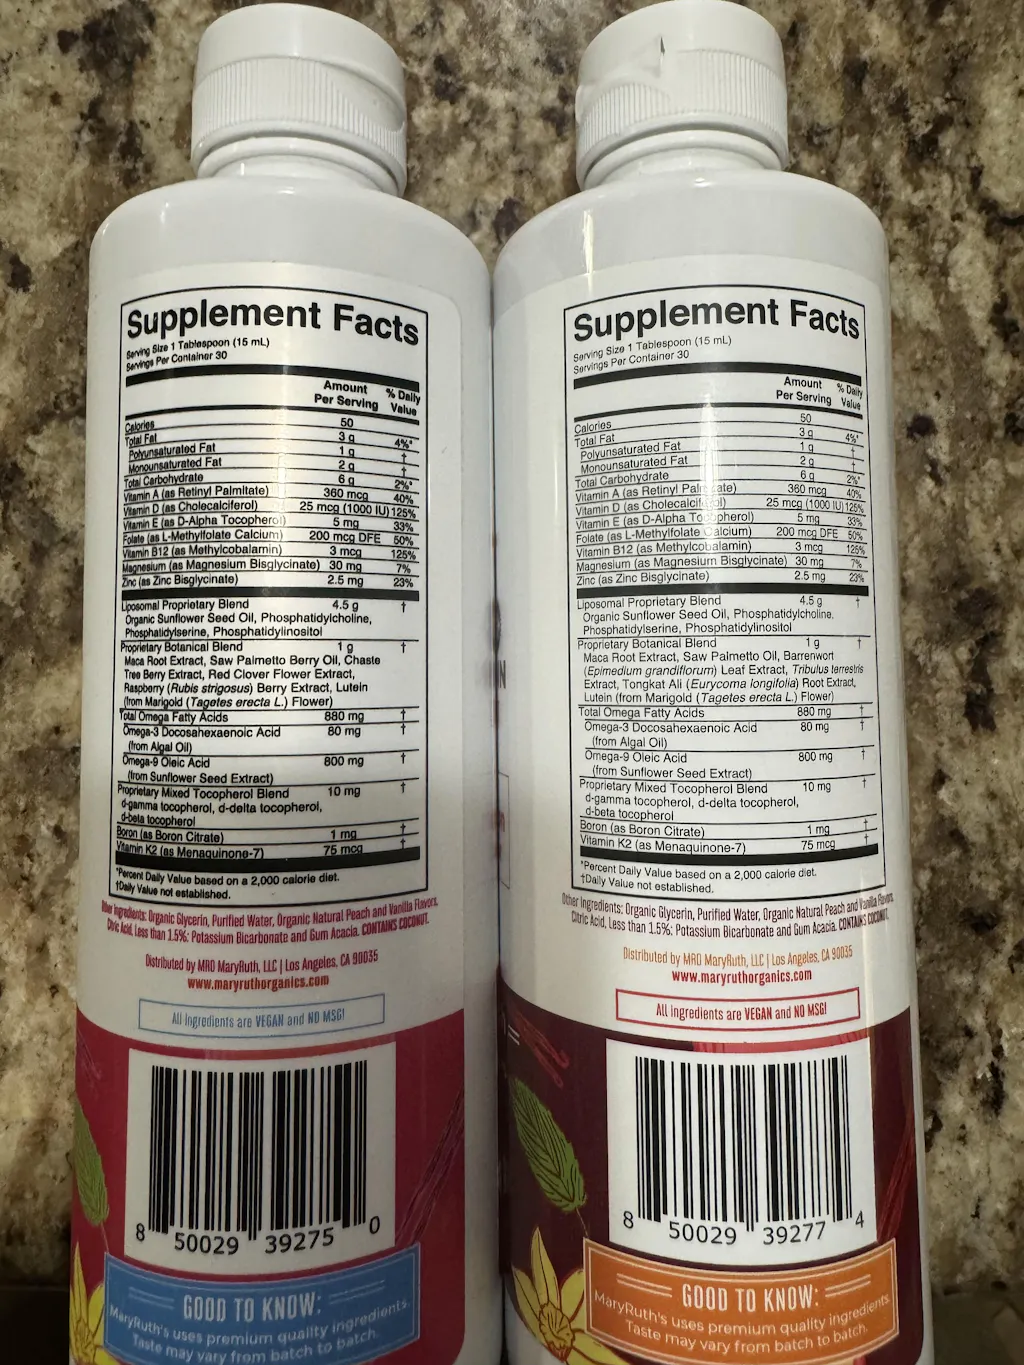 Supplement Facts
Serving Size 1 Tablespoon (15 mL)
Servings Per Container 30
Amount Per Serving % Daily Value
Calories 50
Total Fat 3 g 4%*
Polyunsaturated Fat 1 g †
Monounsaturated Fat 2 g †
Total Carbohydrate 6 g 2%*
Vitamin A (as Retinyl Palmitate) 360 mcg 40%
Vitamin D (as Cholecalciferol) 25 mcg (1000 IU) 125%
Vitamin E (as D-Alpha Tocopherol) 5 mg 33%
Folate (as L-Methylfolate Calcium) 200 mcg DFE 50%
Vitamin B12 (as Methylcobalamin) 3 mcg 125%
Magnesium (as Magnesium Bisglycinate) 30 mg 7%
Zinc (as Zinc Bisglycinate) 2.5 mg 23%
Liposomal Proprietary Blend 4.5 g †
Organic Sunflower Seed Oil, Phosphatidylcholine,
Phosphatidylserine, Phosphatidylinositol
Proprietary Botanical Blend 1 g †
Maca Root Extract, Saw Palmetto Berry Oil, Chaste
Tree Berry Extract, Red Clover Flower Extract,
Raspberry (Rubis strigosus) Berry Extract, Lutein
(from Marigold (Tagetes erecta L.) Flower)
Total Omega Fatty Acids 880 mg †
Omega-3 Docosahexaenoic Acid 80 mg †
(from Algal Oil)
Omega-9 Oleic Acid 800 mg †
(from Sunflower Seed Extract)
Proprietary Mixed Tocopherol Blend 10 mg †
d-gamma tocopherol, d-delta tocopherol,
d-beta tocopherol
Boron (as Boron Citrate) 1 mg †
Vitamin K2 (as Menaquinone-7) 75 mcg †
*Percent Daily Value based on a 2,000 calorie diet.
†Daily Value not established.
Other Ingredients: Organic Glycerin, Purified Water, Organic Natural Peach and Vanilla Flavors,
Citric Acid, Less than 1.5%: Potassium Bicarbonate and Gum Acacia. CONTAINS COCONUT.
Distributed by MRO MaryRuth, LLC | Los Angeles, CA 90035
www.maryruthorganics.com
All Ingredients are VEGAN and NO MSG!
8 50029 39275 0
GOOD TO KNOW:
MaryRuth's uses premium quality ingredients.
Taste may vary from batch to batch.
Supplement Facts
Serving Size 1 Tablespoon (15 mL)
Servings Per Container 30
Amount Per Serving % Daily Value
Calories 50
Total Fat 3 g 4%*
Polyunsaturated Fat 1 g †
Monounsaturated Fat 2 g †
Total Carbohydrate 6 g 2%*
Vitamin A (as Retinyl Palmitate) 360 mcg 40%
Vitamin D (as Cholecalciferol) 25 mcg (1000 IU) 125%
Vitamin E (as D-Alpha Tocopherol) 5 mg 33%
Folate (as L-Methylfolate Calcium) 200 mcg DFE 50%
Vitamin B12 (as Methylcobalamin) 3 mcg 125%
Magnesium (as Magnesium Bisglycinate) 30 mg 7%
Zinc (as Zinc Bisglycinate) 2.5 mg 23%
Liposomal Proprietary Blend 4.5 g †
Organic Sunflower Seed Oil, Phosphatidylcholine,
Phosphatidylserine, Phosphatidylinositol
Proprietary Botanical Blend 1 g †
Maca Root Extract, Saw Palmetto Oil, Barrenwort
(Epimedium grandiflorum) Leaf Extract, Tribulus terrestris
Extract, Tongkat Ali (Eurycoma longifolia) Root Extract,
Lutein (from Marigold (Tagetes erecta L.) Flower)
Total Omega Fatty Acids 880 mg †
Omega-3 Docosahexaenoic Acid 80 mg †
(from Algal Oil)
Omega-9 Oleic Acid 800 mg †
(from Sunflower Seed Extract)
Proprietary Mixed Tocopherol Blend 10 mg †
d-gamma tocopherol, d-delta tocopherol,
d-beta tocopherol
Boron (as Boron Citrate) 1 mg †
Vitamin K2 (as Menaquinone-7) 75 mcg †
*Percent Daily Value based on a 2,000 calorie diet.
†Daily Value not established.
Other Ingredients: Organic Glycerin, Purified Water, Organic Natural Peach and Vanilla Flavors,
Citric Acid, Less than 1.5%: Potassium Bicarbonate and Gum Acacia. CONTAINS COCONUT.
Distributed by MRO MaryRuth, LLC | Los Angeles, CA 90035
www.maryruthorganics.com
All Ingredients are VEGAN and NO MSG!
8 50029 39277 4
GOOD TO KNOW:
MaryRuth's uses premium quality ingredients.
Taste may vary from batch to batch.